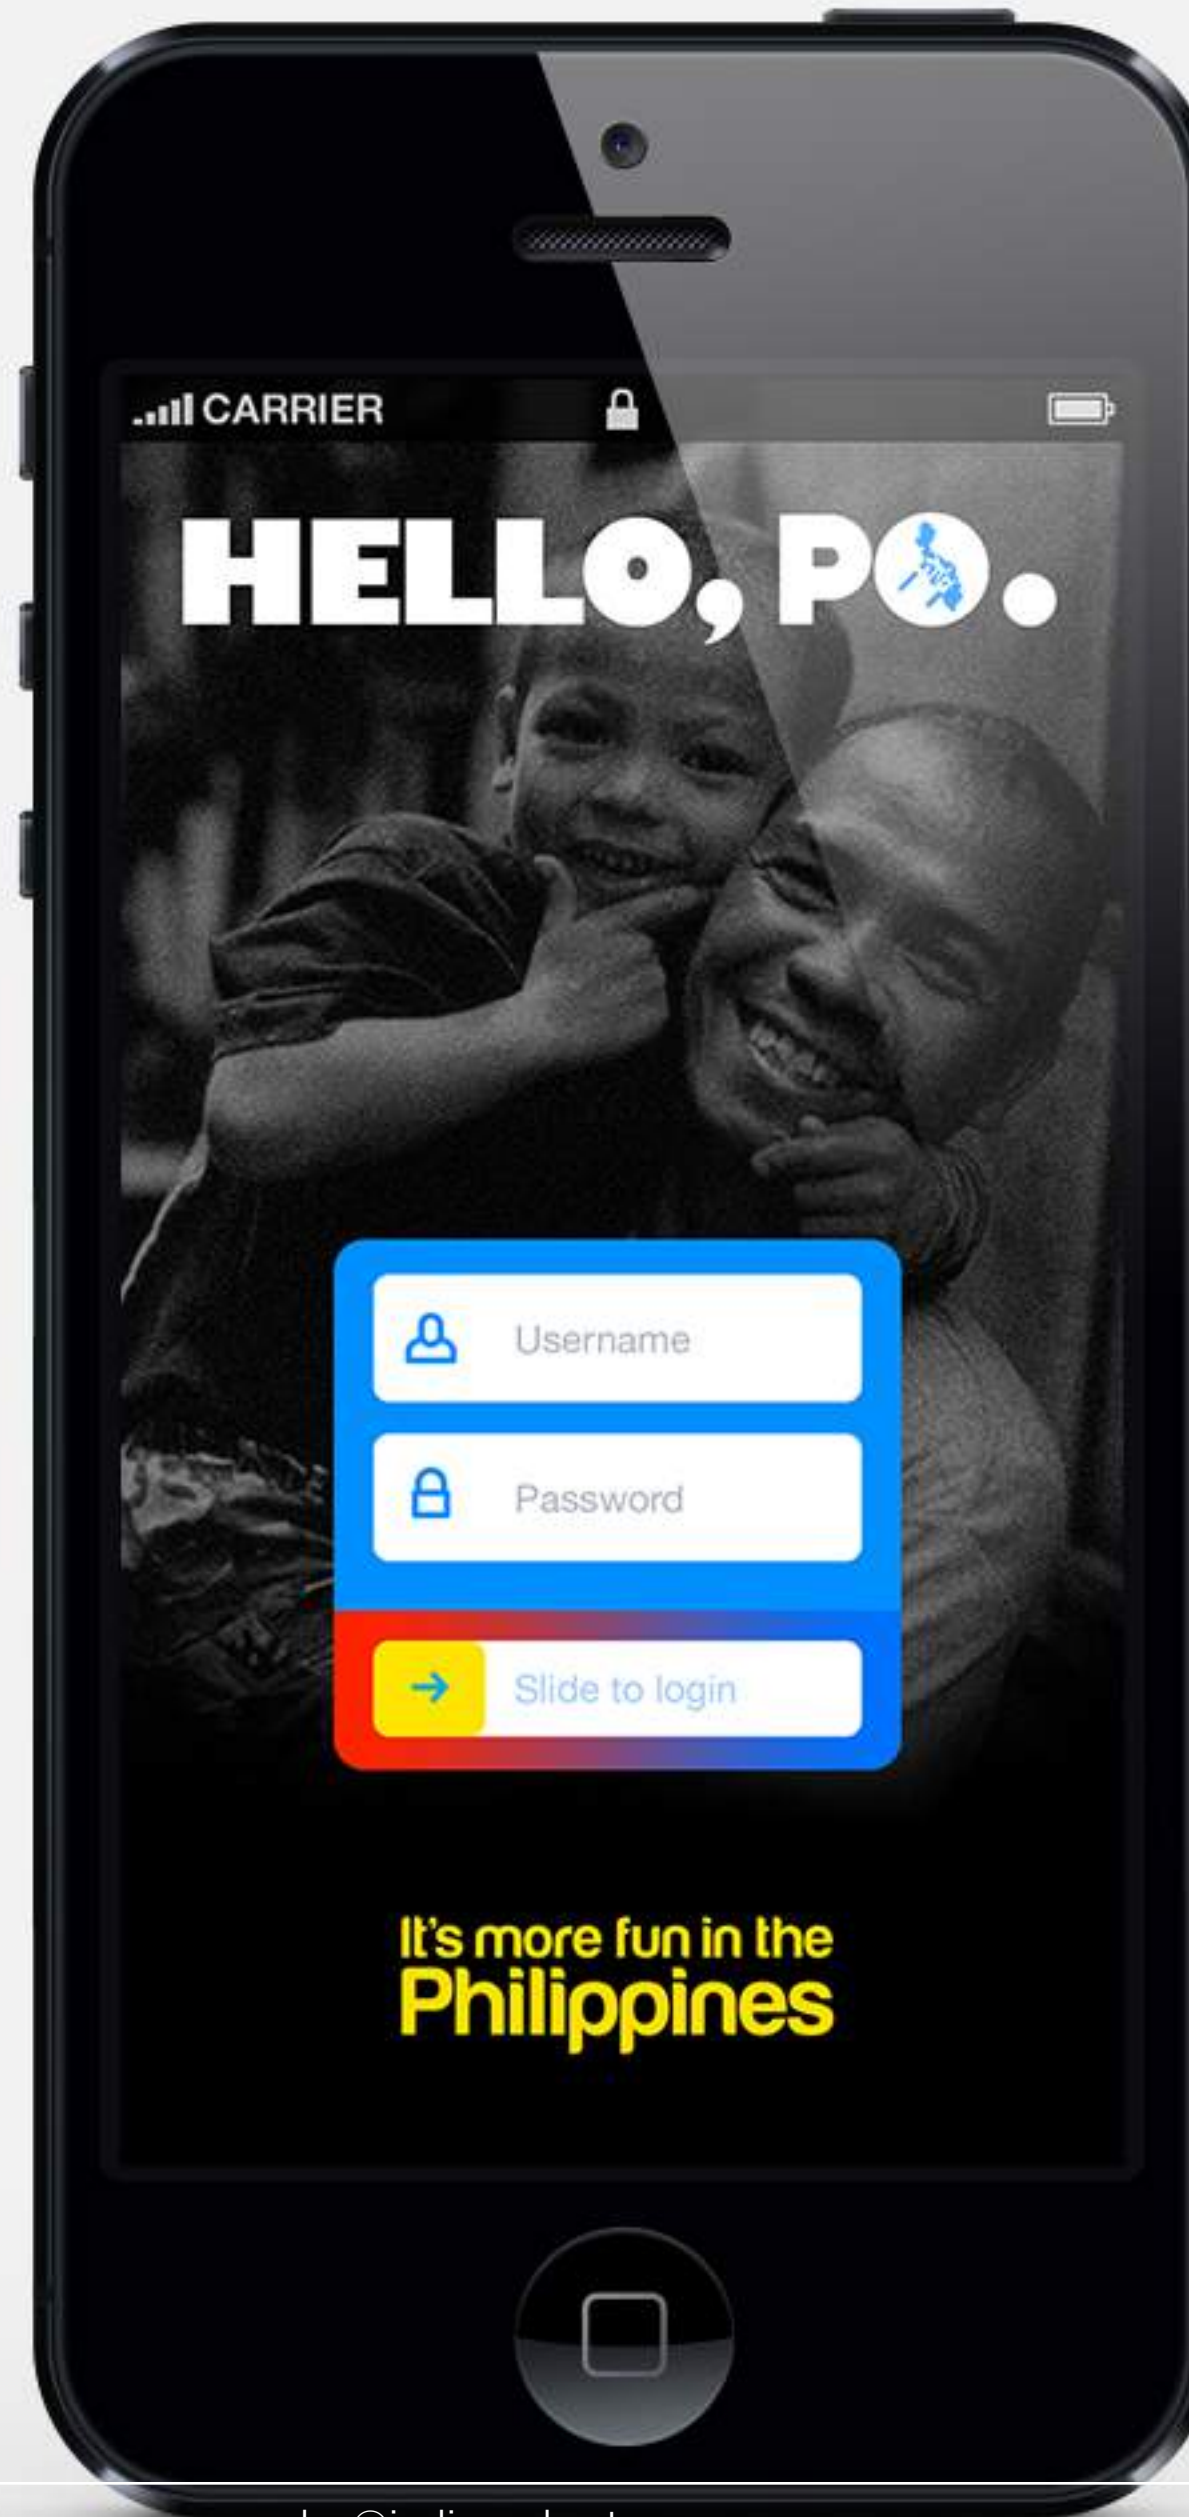 CARRIER
HELLO, PO.
Username
Password
Slide to login
It's more fun in the
Philippines